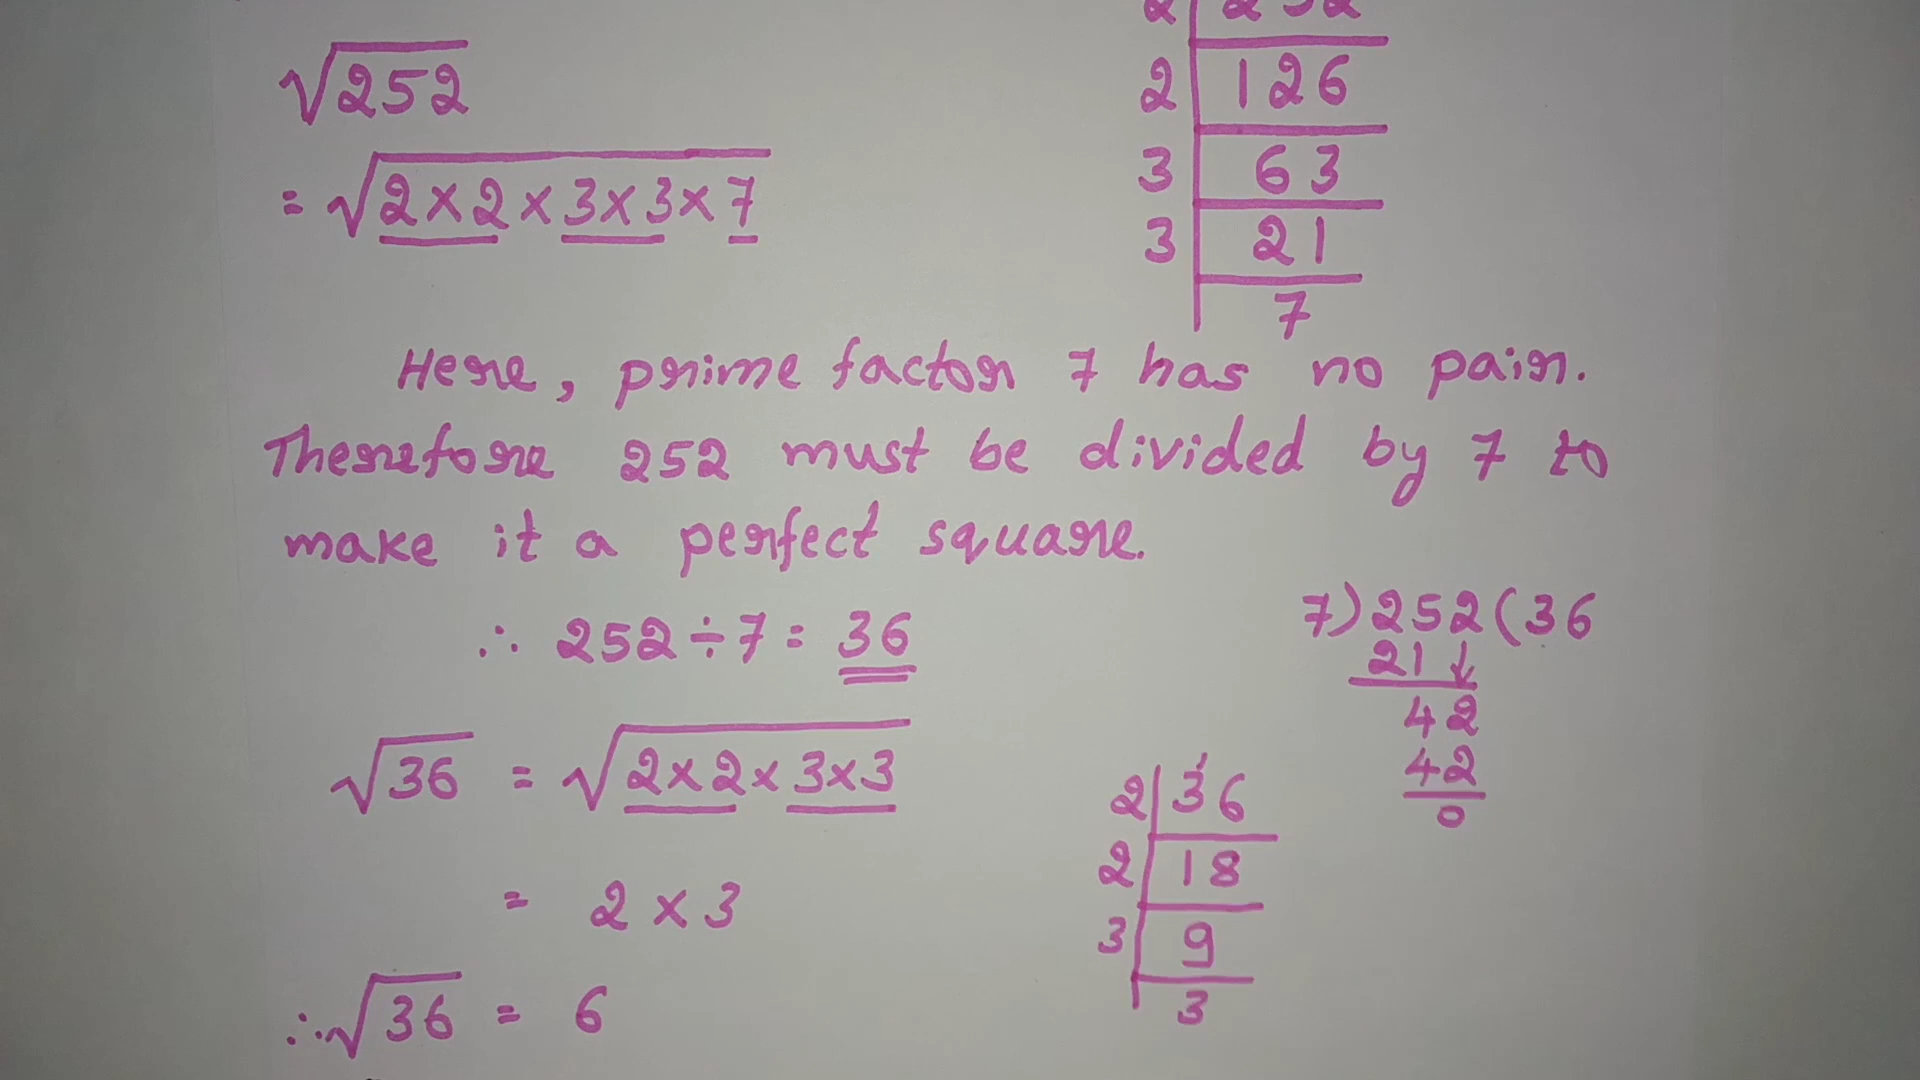 √252
= √2×2×3×3×7
2 | 252
2 | 126
3 | 63
3 | 21
7
Here, prime factor 7 has no pair.
Therefore 252 must be divided by 7 to
make it a perfect square.
∴ 252 ÷ 7 = 36
7)252(36
21↓
42
42
0
√36 = √2×2×3×3
= 2 × 3
∴ √36 = 6
2 | 36
2 | 18
3 | 9
3